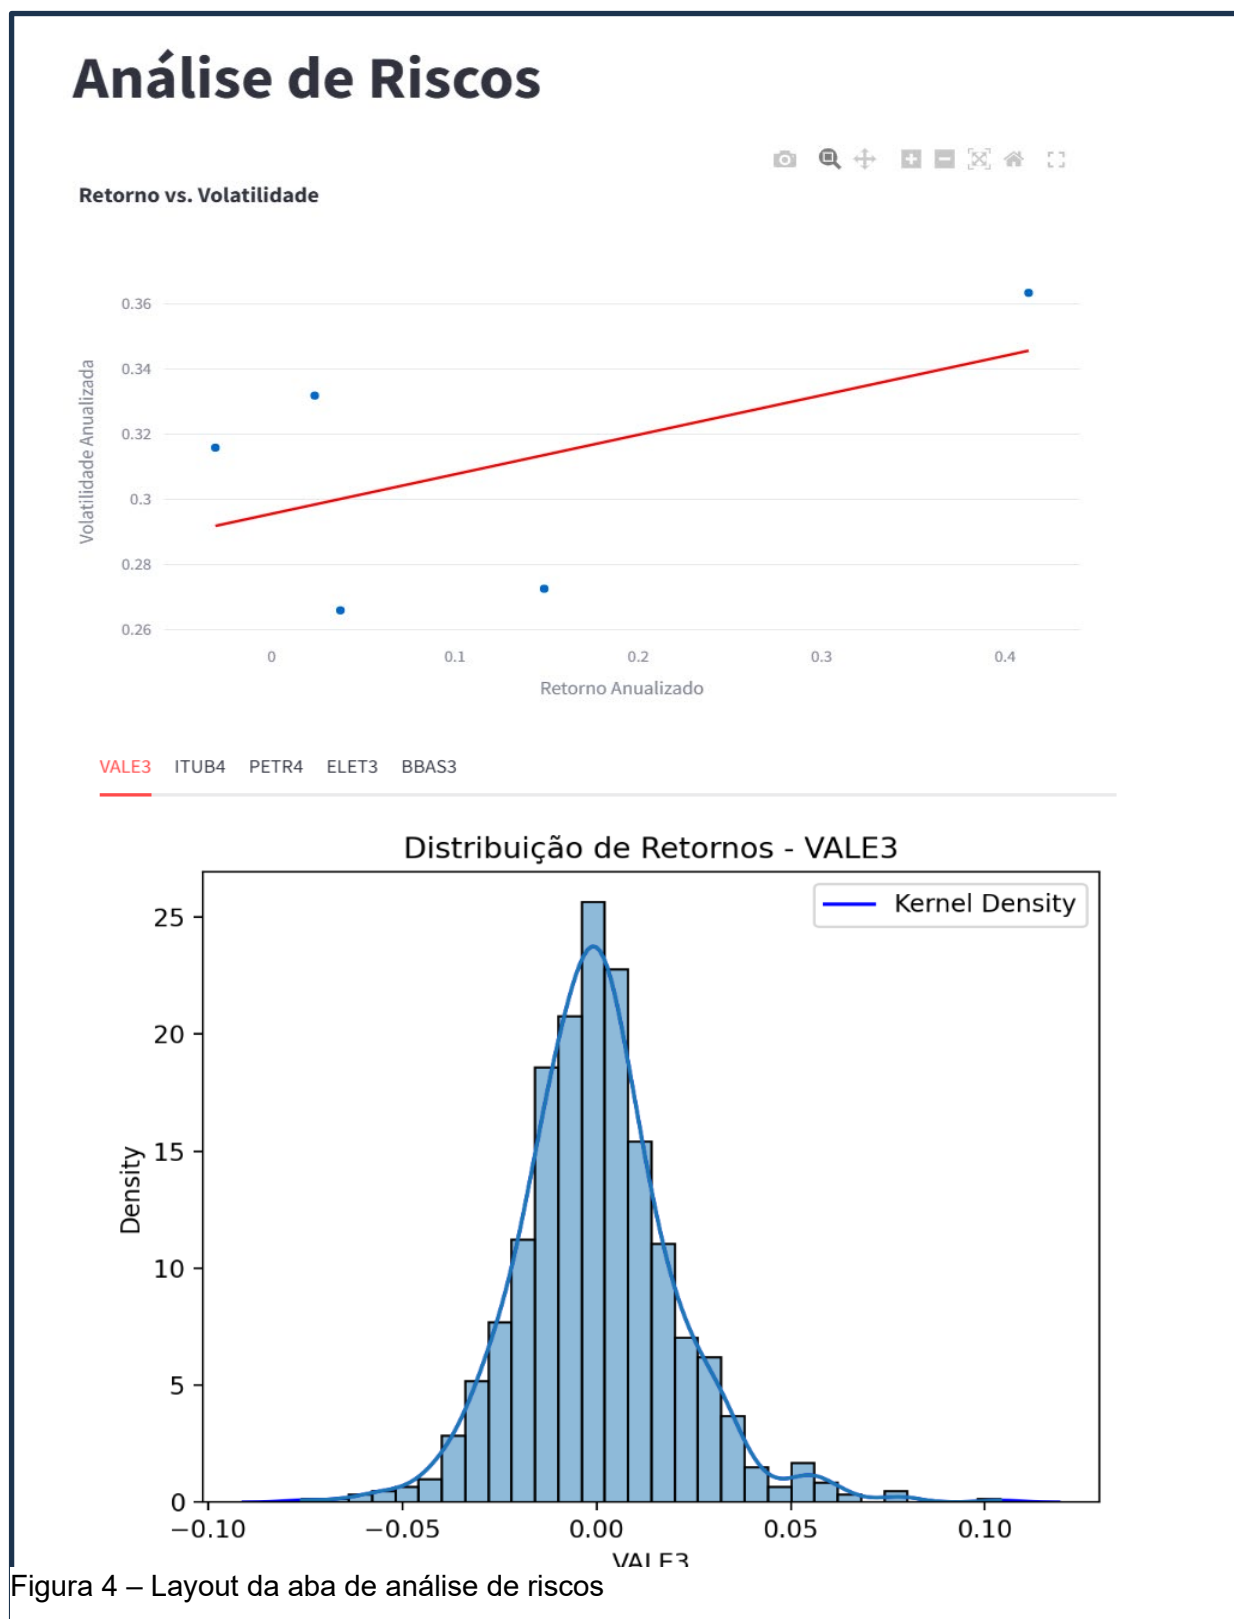 Análise de Riscos
Retorno vs. Volatilidade
0.36
0.34
0.32
0.3
0.28
0.26
Volatilidade Anualizada
0 0.1 0.2 0.3 0.4
Retorno Anualizado
VALE3 ITUB4 PETR4 ELET3 BBAS3
Distribuição de Retornos - VALE3
Kernel Density
25
20
15
10
5
0
Density
−0.10 −0.05 0.00 0.05 0.10
VALE3
Figura 4 – Layout da aba de análise de riscos